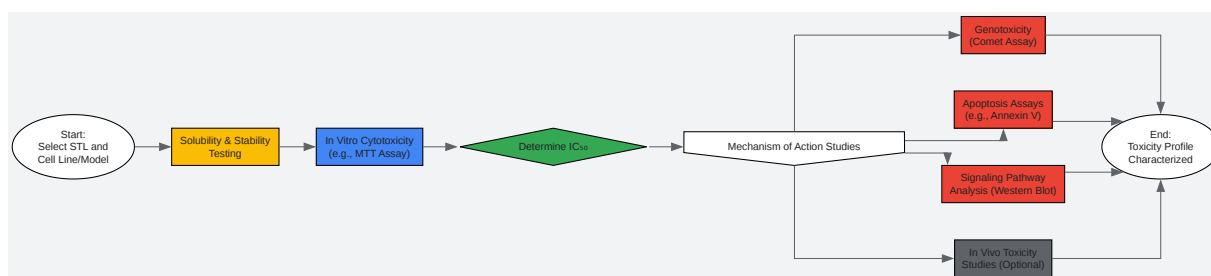 Start:
Select STL and
Cell Line/Model
Solubility & Stability
Testing
In Vitro Cytotoxicity
(e.g., MTT Assay)
Determine IC₅₀
Mechanism of Action Studies
Genotoxicity
(Comet Assay)
Apoptosis Assays
(e.g., Annexin V)
Signaling Pathway
Analysis (Western Blot)
In Vivo Toxicity
Studies (Optional)
End:
Toxicity Profile
Characterized